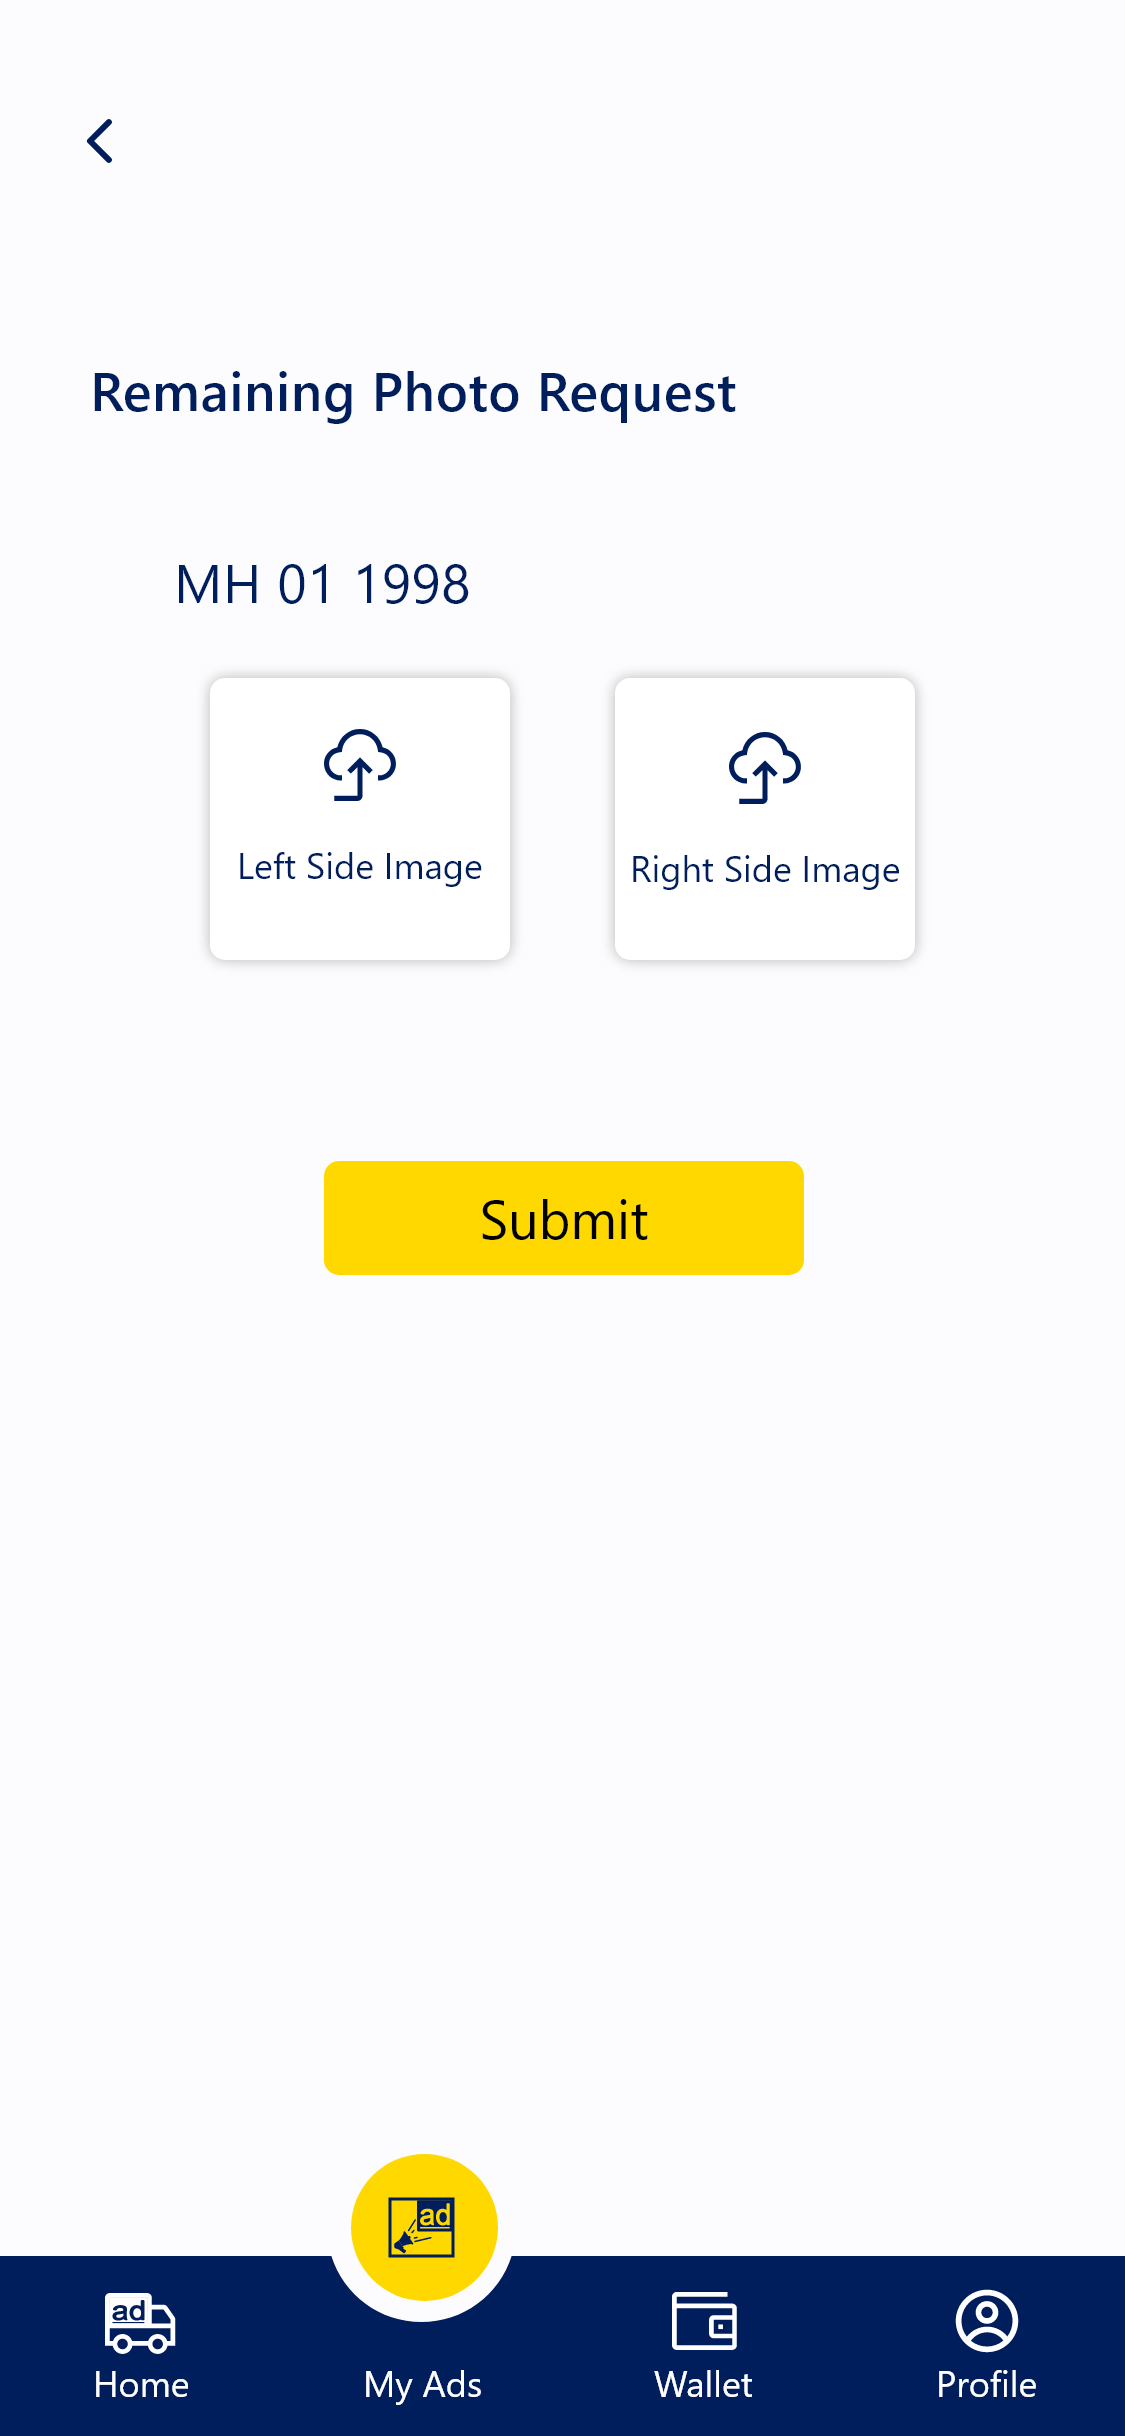 Remaining Photo Request
MH 01 1998
Left Side Image
Right Side Image
Submit
ad
ad
Home
My Ads
Wallet
Profile